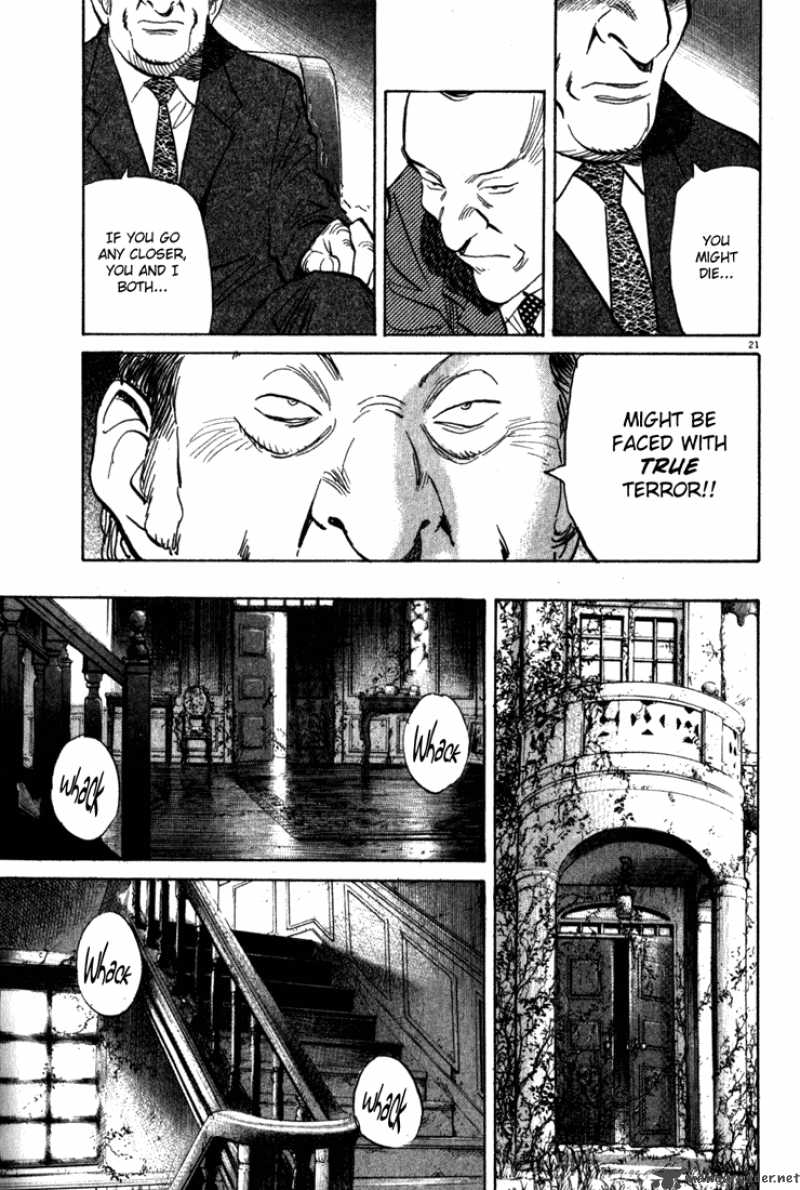 YOU
MIGHT
DIE...
IF YOU GO
ANY CLOSER,
YOU AND I
BOTH...
21
MIGHT BE
FACED WITH
TRUE
TERROR!!
Whack
Whack
Whack
Whack